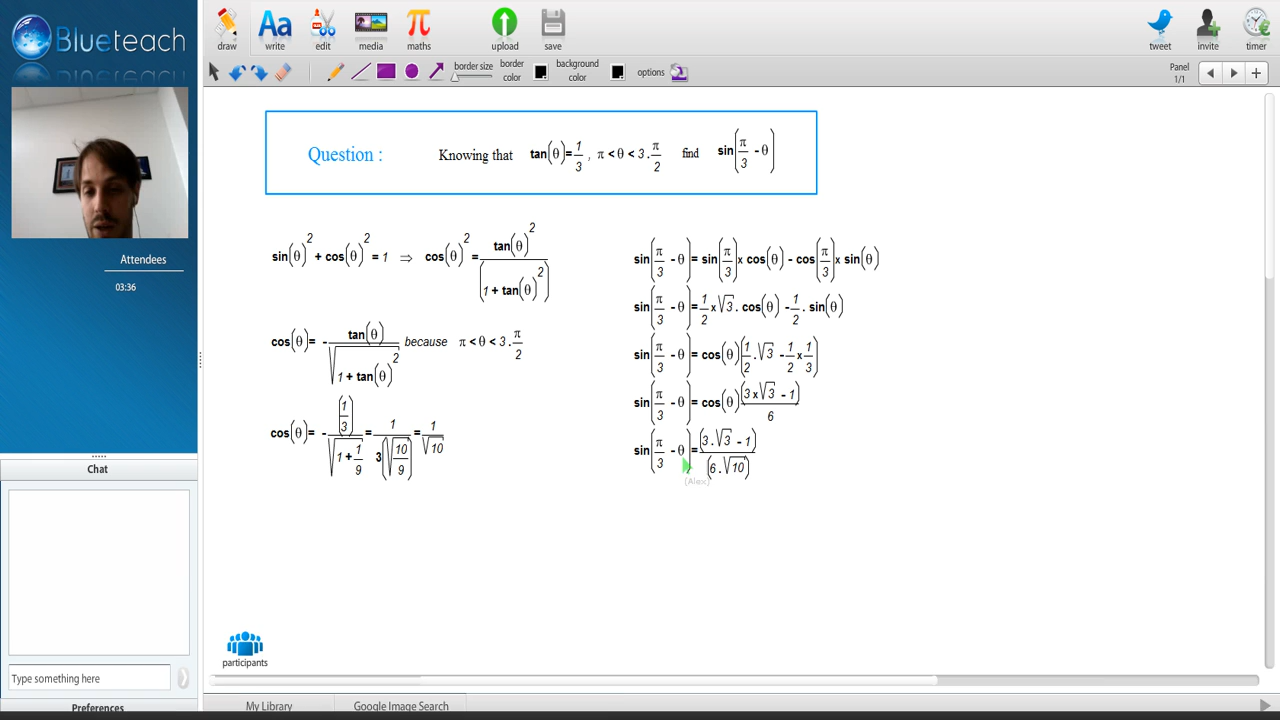 Blueteach
draw
write
edit
media
maths
upload
save
tweet
invite
timer
border size
border color
background color
options
Panel
1/1
Question : Knowing that tan(θ)=1/3 , π < θ < 3.π/2 find sin(π/3 - θ)
Attendees
03:36
sin(θ)² + cos(θ)² = 1 ⇒ cos(θ)² = tan(θ)²/(1 + tan(θ)²)
cos(θ)= - tan(θ)/√(1 + tan(θ)²) because π < θ < 3.π/2
cos(θ)= - (1/3)/√(1 + 1/9) = 1/3(√(10/9)) = 1/√10
sin(π/3 - θ)= sin(π/3)x cos(θ) - cos(π/3)x sin(θ)
sin(π/3 - θ)= 1/2 x √3 . cos(θ) - 1/2 . sin(θ)
sin(π/3 - θ)= cos(θ)(1/2 . √3 - 1/2 x 1/3)
sin(π/3 - θ)= cos(θ) (3 x √3 - 1)/6
sin(π/3 - θ)= (3 . √3 - 1)/(6 . √10)
(Alex)
Chat
Type something here
Preferences
participants
My Library
Google Image Search